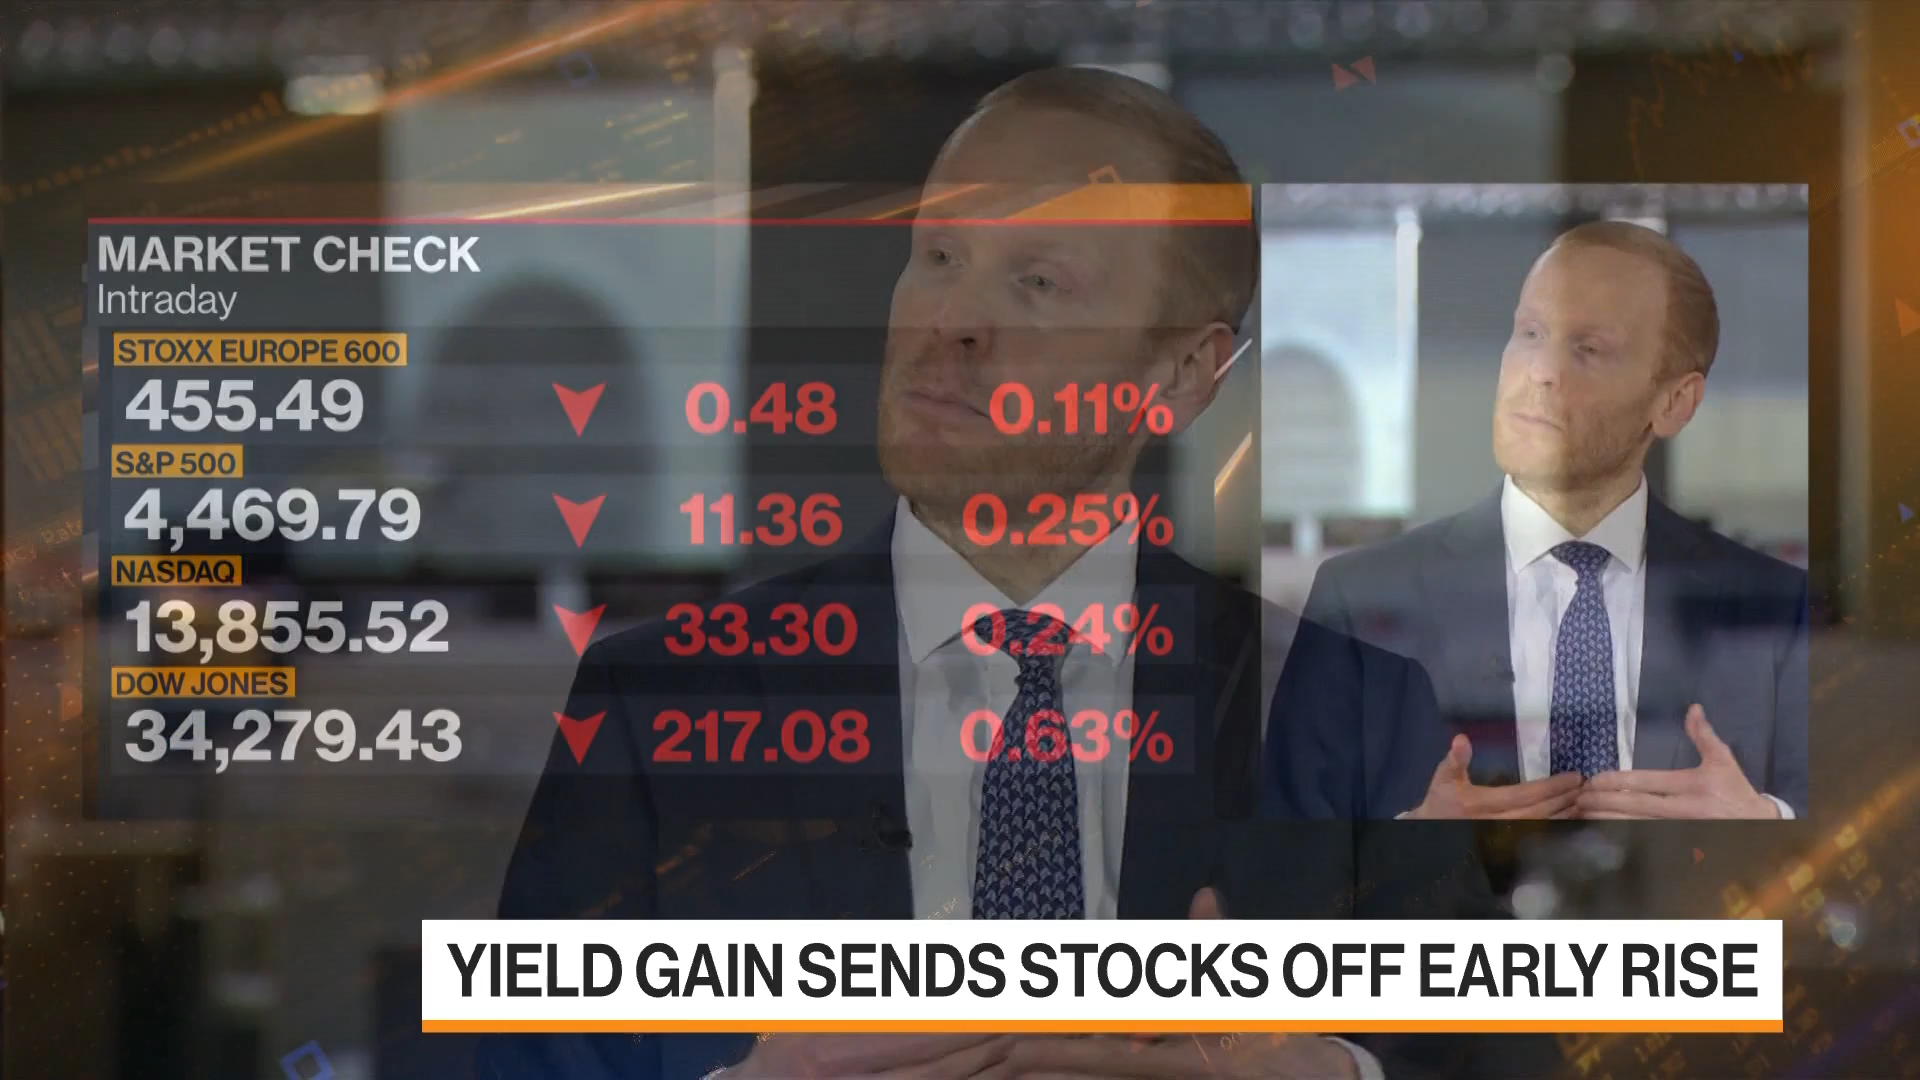 MARKET CHECK
Intraday
STOXX EUROPE 600
455.49 0.48 0.11%
S&P 500
4,469.79 11.36 0.25%
NASDAQ
13,855.52 33.30 0.24%
DOW JONES
34,279.43 217.08 0.63%
YIELD GAIN SENDS STOCKS OFF EARLY RISE